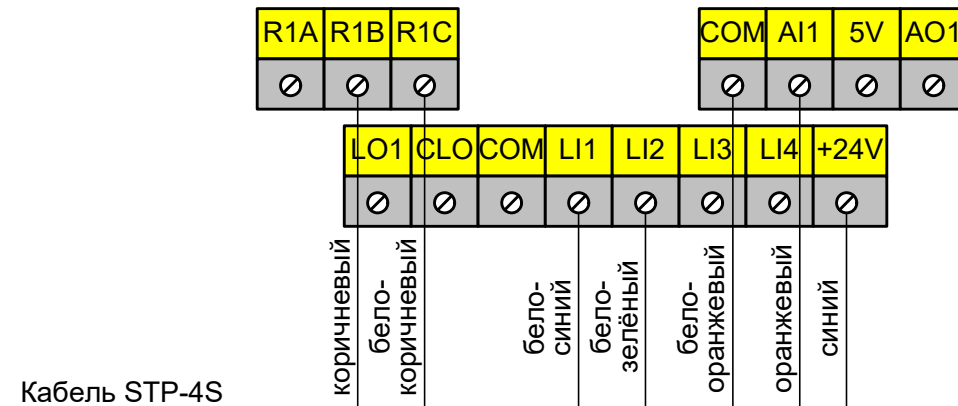 R1A R1B R1C COM AI1 5V AO1
LO1 CLO COM LI1 LI2 LI3 LI4 +24V
коричневый
бело-
коричневый
бело-
синий
бело-
зелёный
бело-
оранжевый
оранжевый
синий
Кабель STP-4S